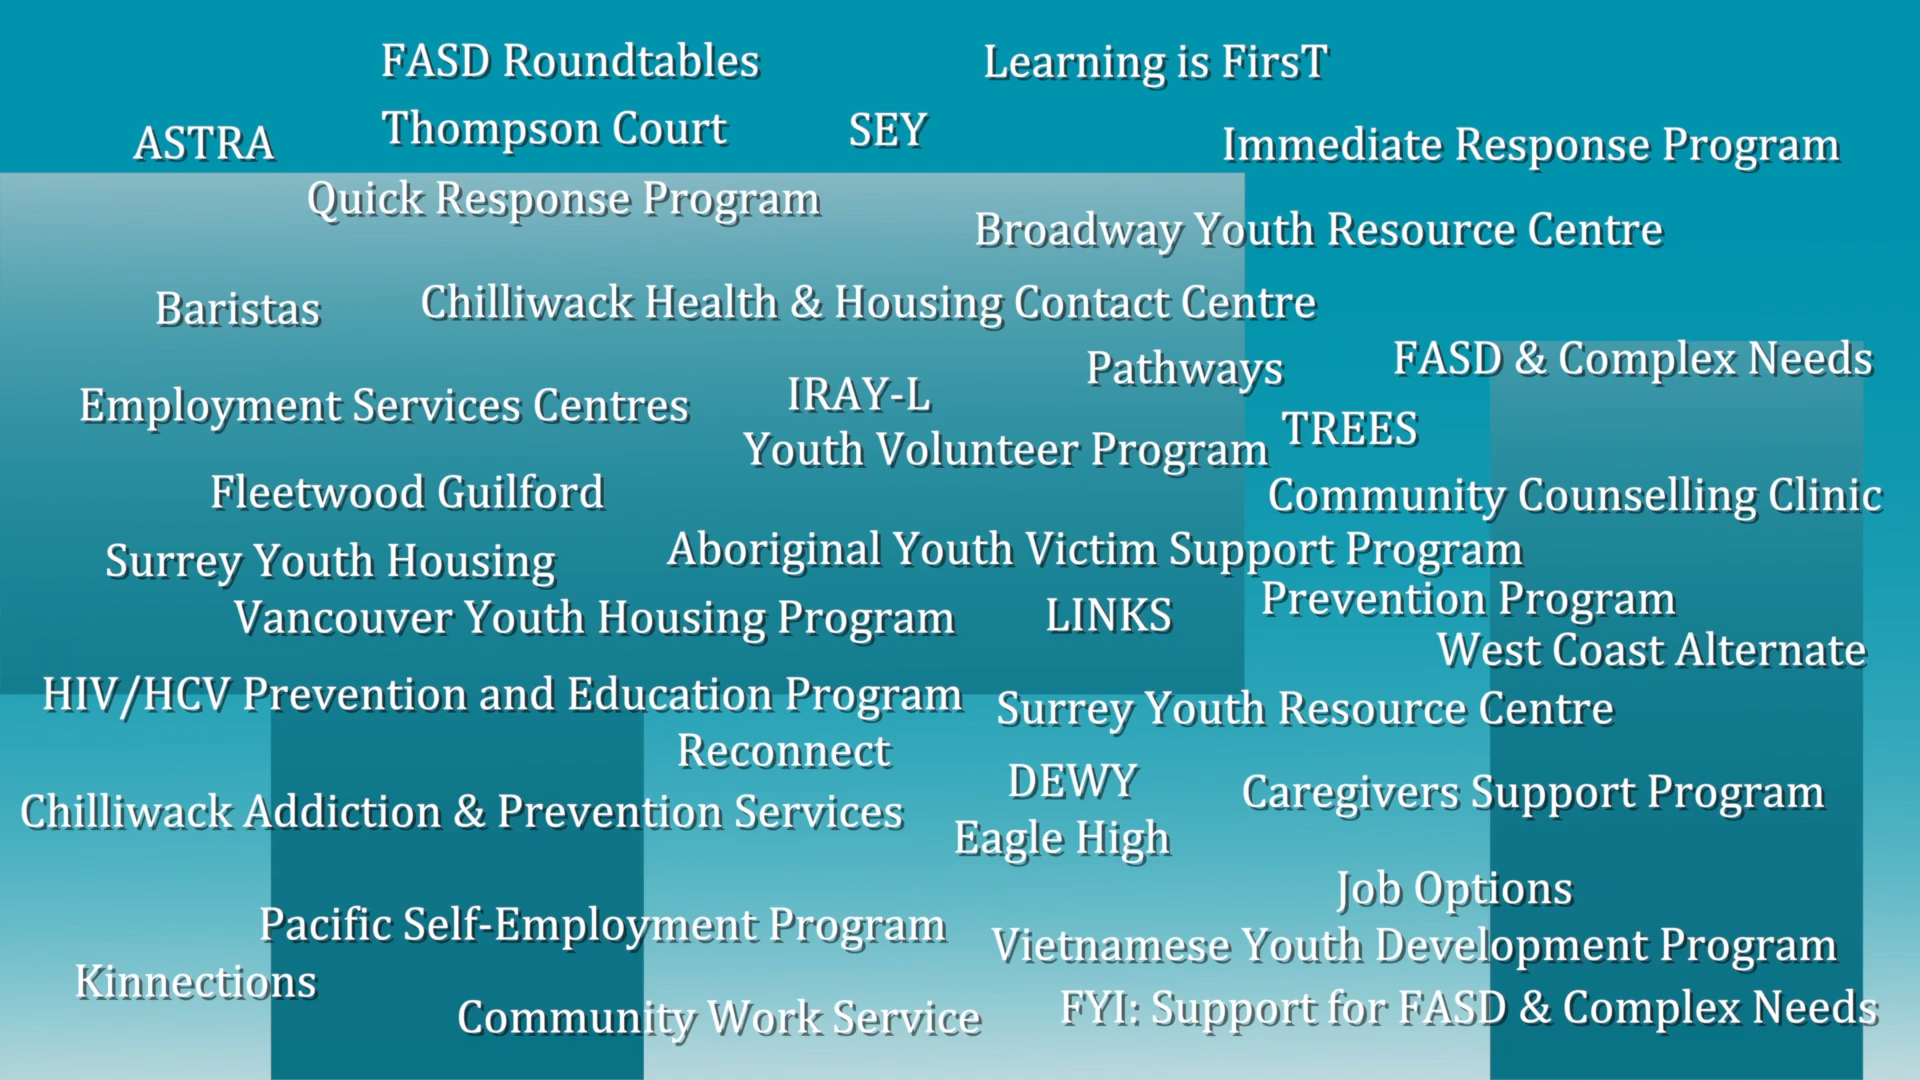 FASD Roundtables
Learning is FirsT
ASTRA
Thompson Court
SEY
Immediate Response Program
Quick Response Program
Broadway Youth Resource Centre
Baristas
Chilliwack Health & Housing Contact Centre
Pathways
FASD & Complex Needs
Employment Services Centres
IRAY-L
TREES
Youth Volunteer Program
Fleetwood Guilford
Community Counselling Clinic
Surrey Youth Housing
Aboriginal Youth Victim Support Program
Vancouver Youth Housing Program
LINKS
Prevention Program
West Coast Alternate
HIV/HCV Prevention and Education Program
Surrey Youth Resource Centre
Reconnect
DEWY
Caregivers Support Program
Chilliwack Addiction & Prevention Services
Eagle High
Job Options
Pacific Self-Employment Program
Vietnamese Youth Development Program
Kinnections
Community Work Service
FYI: Support for FASD & Complex Needs